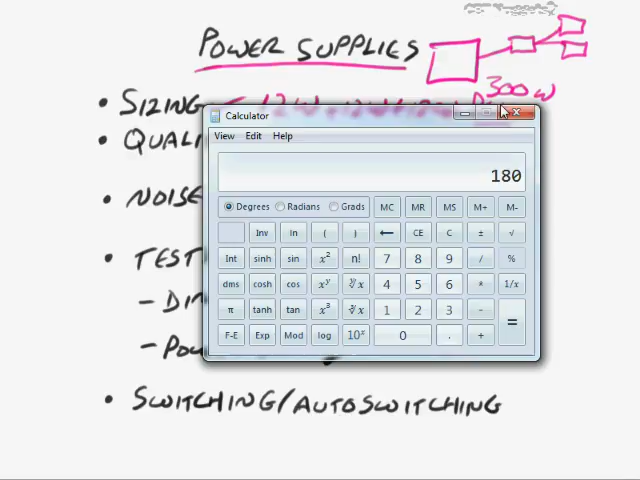 POWER SUPPLIES
300W
• SIZING
• QUALI
• NOISE
• TEST
- DI
- POW
• SWITCHING/AUTOSWITCHING
Calculator
View Edit Help
180
Degrees Radians Grads MC MR MS M+ M-
Inv ln ( ) ← CE C ± √
Int sinh sin x² n! 7 8 9 / %
dms cosh cos xʸ ʸ√x 4 5 6 * 1/x
π tanh tan x³ ³√x 1 2 3 - =
F-E Exp Mod log 10ˣ 0 . +